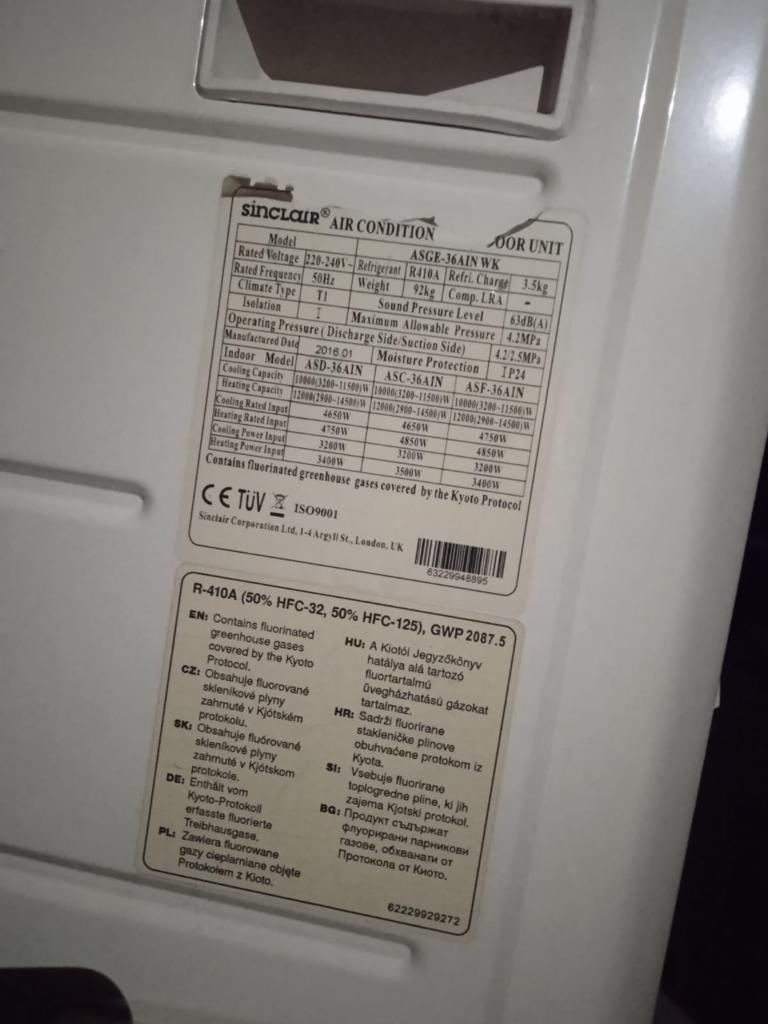 SINCLAIR® AIR CONDITION OOR UNIT
Model ASGE-36AIN WK
Rated Voltage 220-240V~ Refrigerant R410A Refri. Charge 3.5kg
Rated Frequency 50Hz Weight 92kg Comp. LRA -
Climate Type T1 Sound Pressure Level 63dB(A)
Isolation I Maximum Allowable Pressure 4.2MPa
Operating Pressure ( Discharge Side/Suction Side) 4.2/2.5MPa
Manufactured Date 2016.01 Moisture Protection IP24
Indoor Model ASD-36AIN ASC-36AIN ASF-36AIN
Cooling Capacity 10000(3200~11500)W 10000(3200~11500)W 10000(3200~11500)W
Heating Capacity 12000(2900~14500)W 12000(2900~14500)W 12000(2900~14500)W
Cooling Rated Input 4650W 4650W 4750W
Heating Rated Input 4750W 4850W 4850W
Cooling Power Input 3200W 3200W 3200W
Heating Power Input 3400W 3500W 3400W
Contains fluorinated greenhouse gases covered by the Kyoto Protocol
CE TÜV ISO9001
Sinclair Corporation Ltd, 1-4 Argyll St., London, UK
63229948895
R-410A (50% HFC-32, 50% HFC-125), GWP 2087.5
EN: Contains fluorinated
greenhouse gases
covered by the Kyoto
Protocol.
CZ: Obsahuje fluorované
skleníkové plyny
zahrnuté v Kjótském
protokolu.
SK: Obsahuje fluórované
skleníkové plyny
zahrnuté v Kjótskom
protokole.
DE: Enthält vom
Kyoto-Protokoll
erfasste fluorierte
Treibhausgase.
PL: Zawiera fluorowane
gazy cieplarniane objęte
Protokołem z Kioto.
HU: A Kiotói Jegyzőkönyv
hatálya alá tartozó
fluortartalmú
üvegházhatású gázokat
tartalmaz.
HR: Sadrži fluorirane
stakleničke plinove
obuhvaćene protokom iz
Kyota.
SI: Vsebuje fluorirane
toplogredne pline, ki jih
zajema Kjotski protokol.
BG: Продукт съдържат
флуорирани парникови
газове, обхванати от
Протокола от Киото.
62229929272